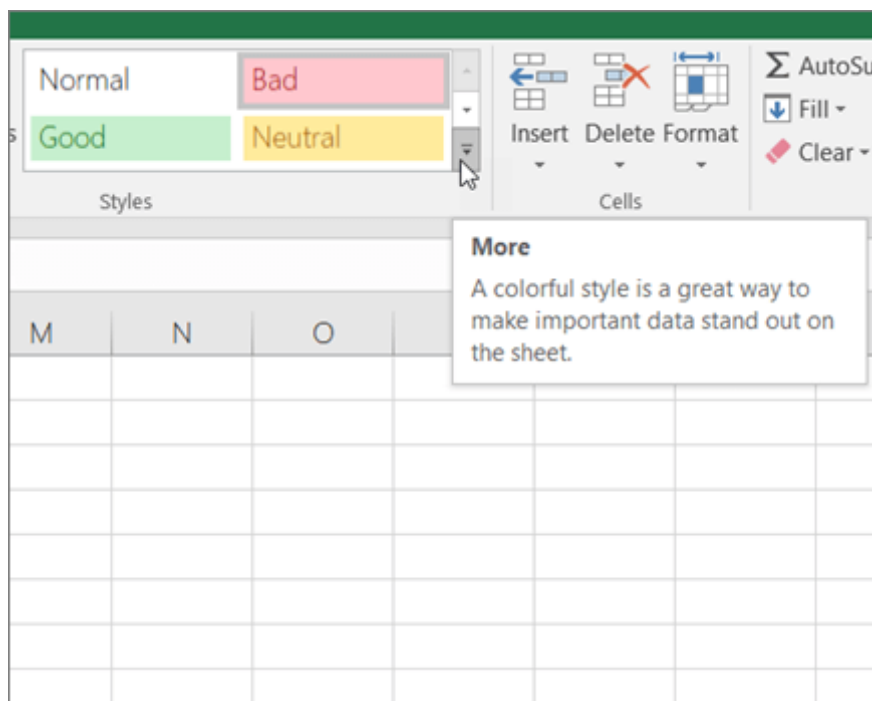 Normal Bad
Good Neutral
Styles
Insert Delete Format
Cells
AutoSu
Fill
Clear
More
A colorful style is a great way to
make important data stand out on
the sheet.
M N O